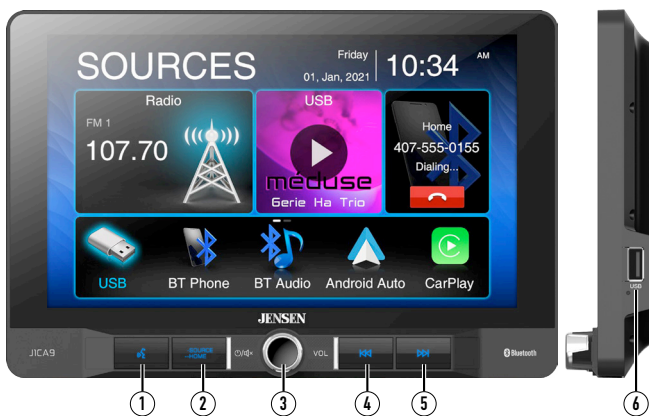 SOURCES
Friday
01, Jan, 2021
10:34
AM
Radio
FM 1
107.70
USB
méduse
Gerie Ha Trio
Home
407-555-0155
Dialing...
USB
BT Phone
BT Audio
Android Auto
CarPlay
JENSEN
J1CA9
SOURCE
HOME
VOL
Bluetooth
USB
1
2
3
4
5
6